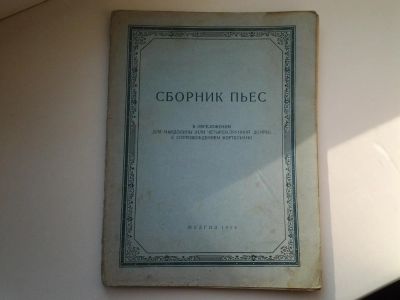 СБОРНИК ПЬЕС
В ПЕРЕЛОЖЕНИИ
ДЛЯ МАНДОЛИНЫ ИЛИ ЧЕТЫРЕХСТРУННОЙ ДОМРЫ
С СОПРОВОЖДЕНИЕМ ФОРТЕПИАНО
МУЗГИЗ